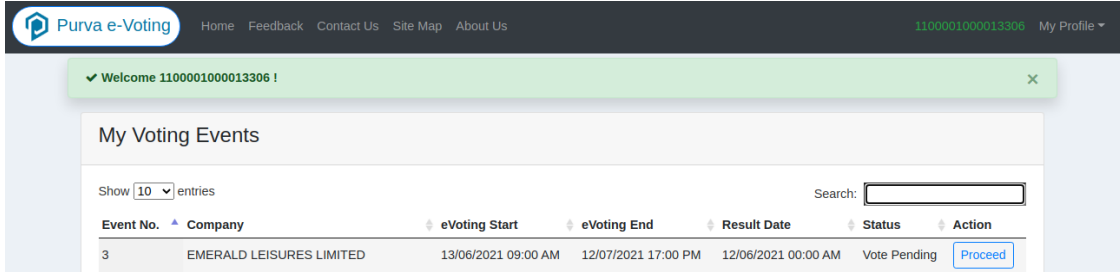 Purva e-Voting Home Feedback Contact Us Site Map About Us 1100001000013306 My Profile
Welcome 1100001000013306 !
My Voting Events
Show 10 entries Search:
Event No. Company eVoting Start eVoting End Result Date Status Action
3 EMERALD LEISURES LIMITED 13/06/2021 09:00 AM 12/07/2021 17:00 PM 12/06/2021 00:00 AM Vote Pending Proceed